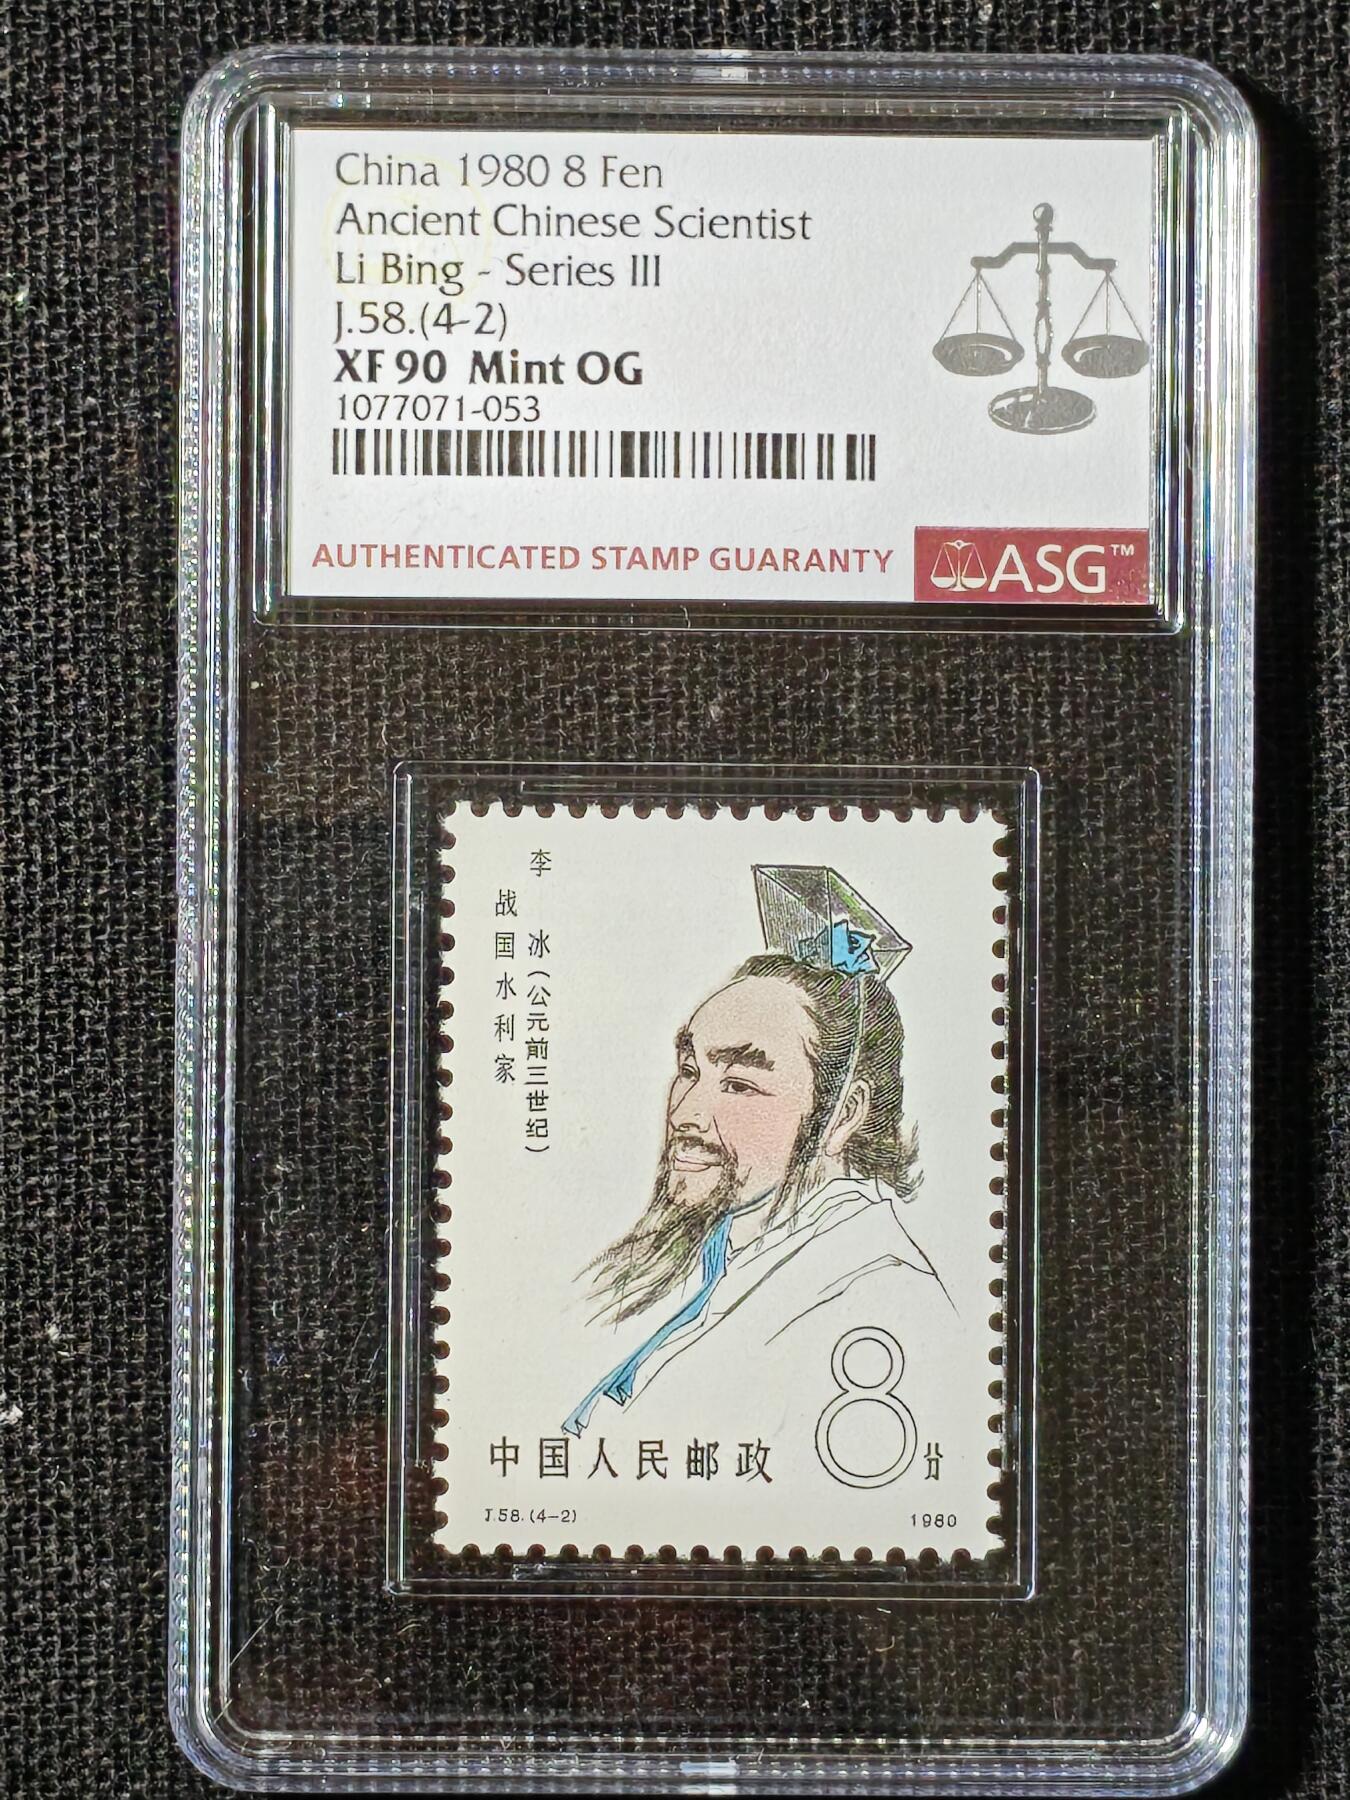 China 1980 8 Fen
Ancient Chinese Scientist
Li Bing - Series III
J.58.(4-2)
XF 90 Mint OG
1077071-053
AUTHENTICATED STAMP GUARANTY
ASG™
李冰(公元前三世纪)
战国水利家
8分
中国人民邮政
J.58.(4-2)
1980